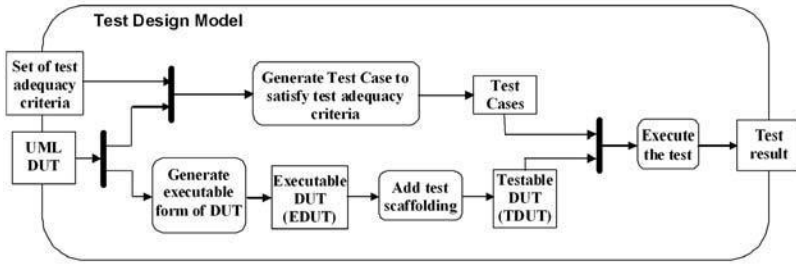 Test Design Model
Set of test
adequacy
criteria
Generate Test Case to
satisfy test adequacy
criteria
Test
Cases
UML
DUT
Generate
executable
form of DUT
Executable
DUT
(EDUT)
Add test
scaffolding
Testable
DUT
(TDUT)
Execute
the test
Test
result